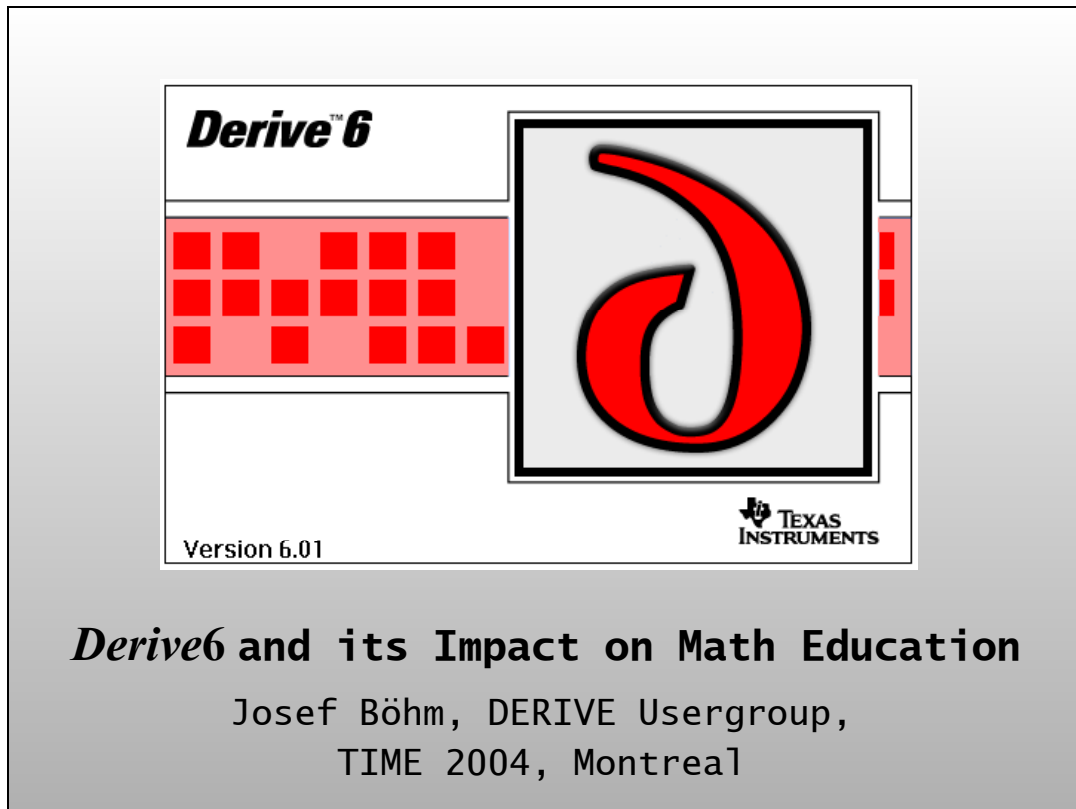 Derive™6
TEXAS
INSTRUMENTS
Version 6.01
Derive6 and its Impact on Math Education
Josef Böhm, DERIVE Usergroup,
TIME 2004, Montreal